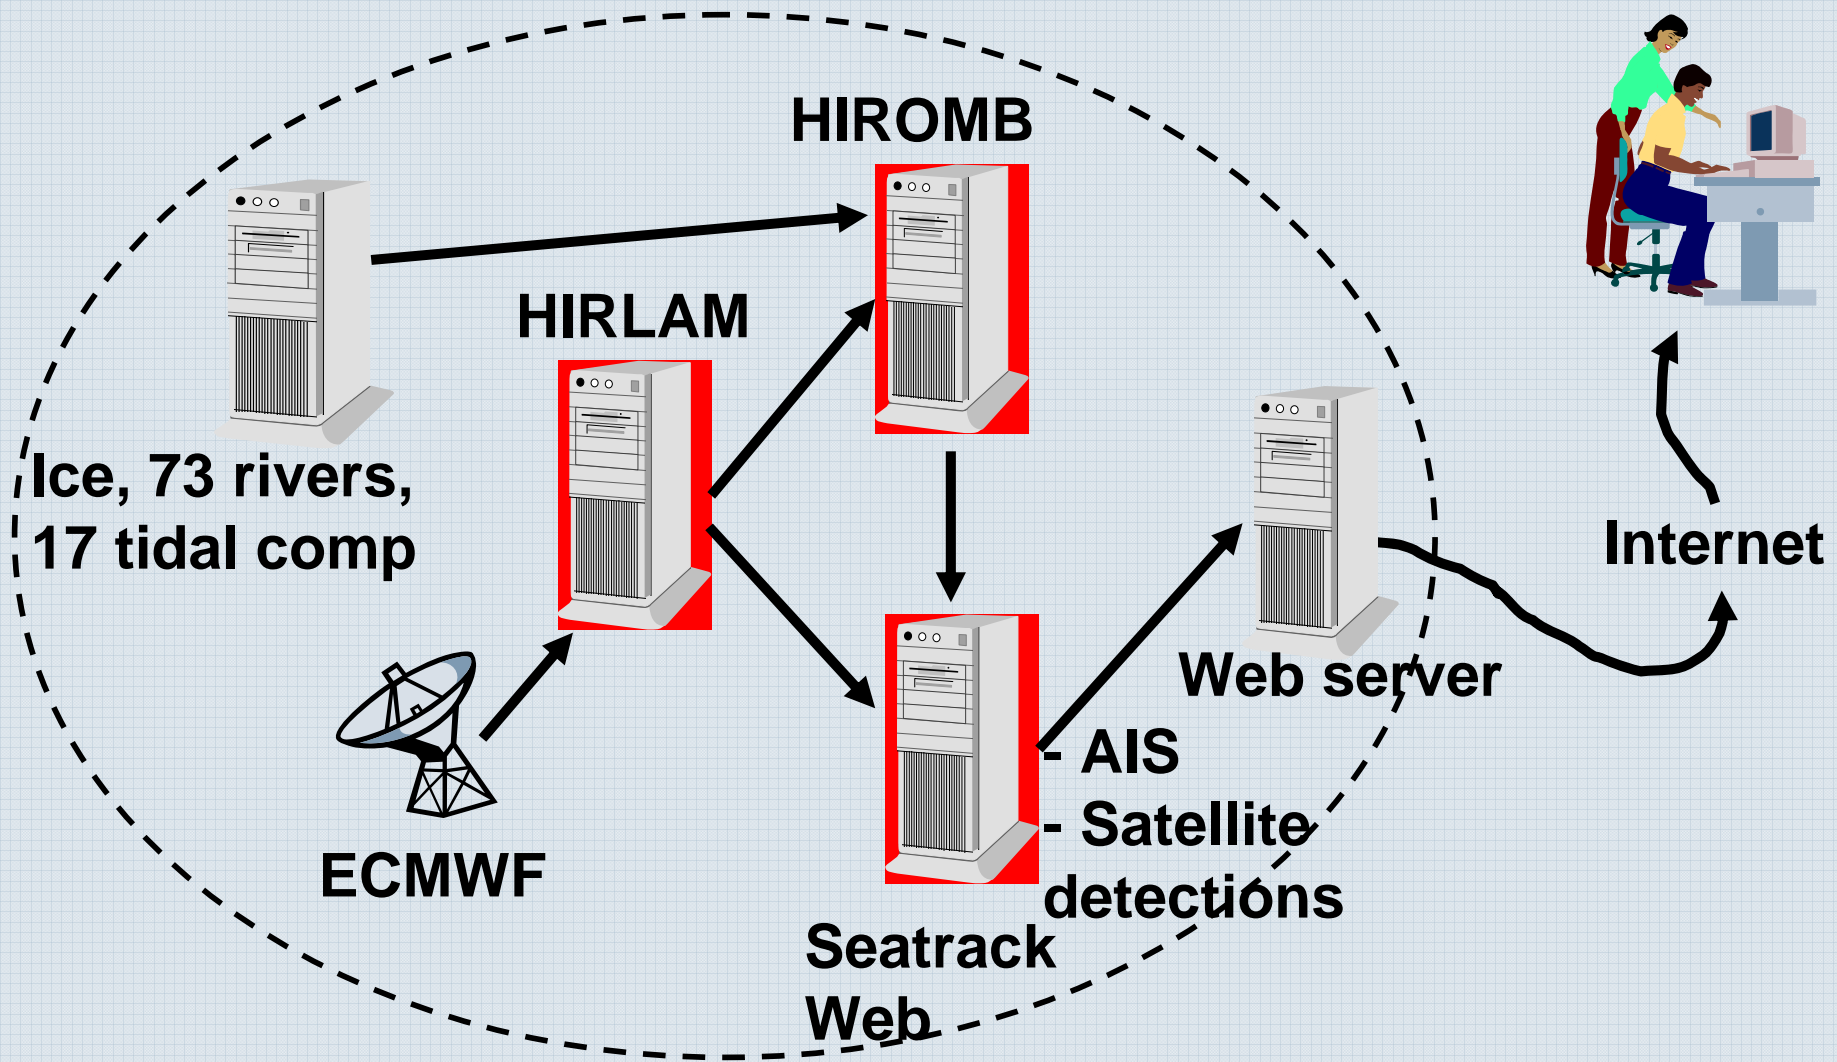 HIROMB
HIRLAM
Ice, 73 rivers,
17 tidal comp
Internet
Web server
- AIS
- Satellite
detections
ECMWF
Seatrack
Web